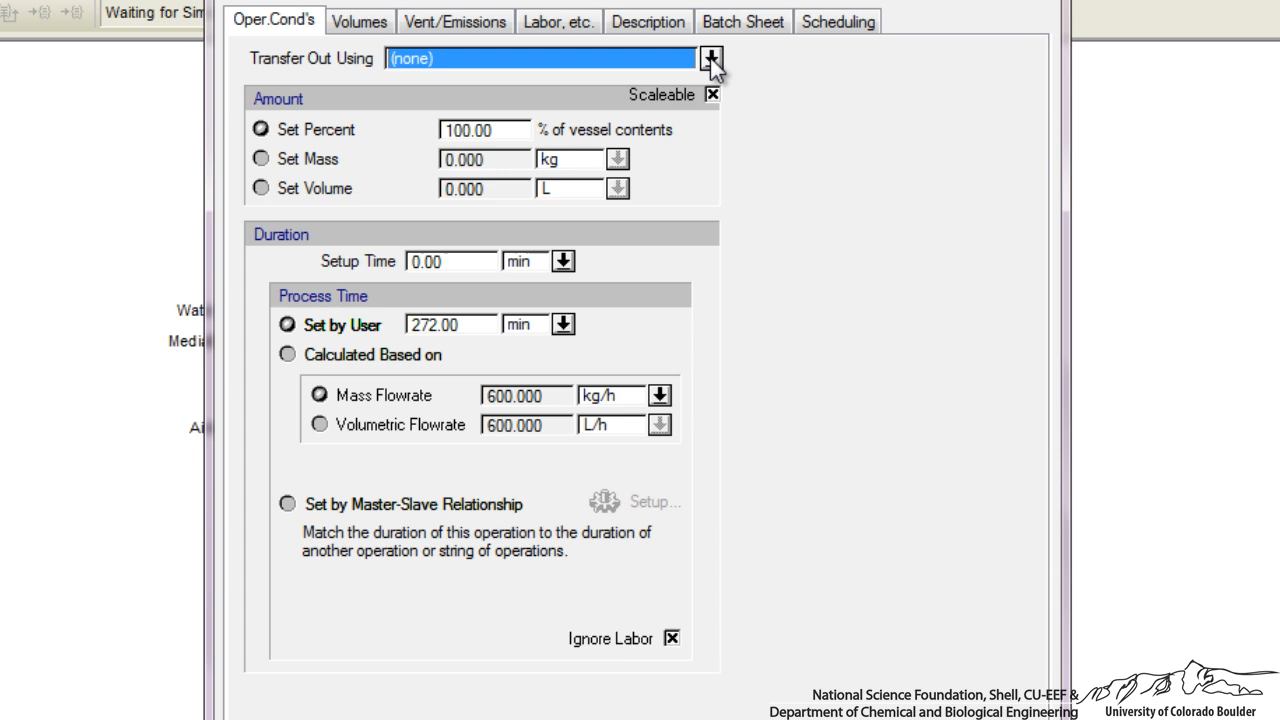 Waiting for Sim
Oper.Cond's Volumes Vent/Emissions Labor, etc. Description Batch Sheet Scheduling
Transfer Out Using (none)
Amount Scaleable
Set Percent 100.00 % of vessel contents
Set Mass 0.000 kg
Set Volume 0.000 L
Duration
Setup Time 0.00 min
Process Time
Set by User 272.00 min
Calculated Based on
Mass Flowrate 600.000 kg/h
Volumetric Flowrate 600.000 L/h
Set by Master-Slave Relationship Setup...
Match the duration of this operation to the duration of
another operation or string of operations.
Ignore Labor
Wat
Media
Ai
National Science Foundation, Shell, CU-EEF &
Department of Chemical and Biological Engineering
University of Colorado Boulder